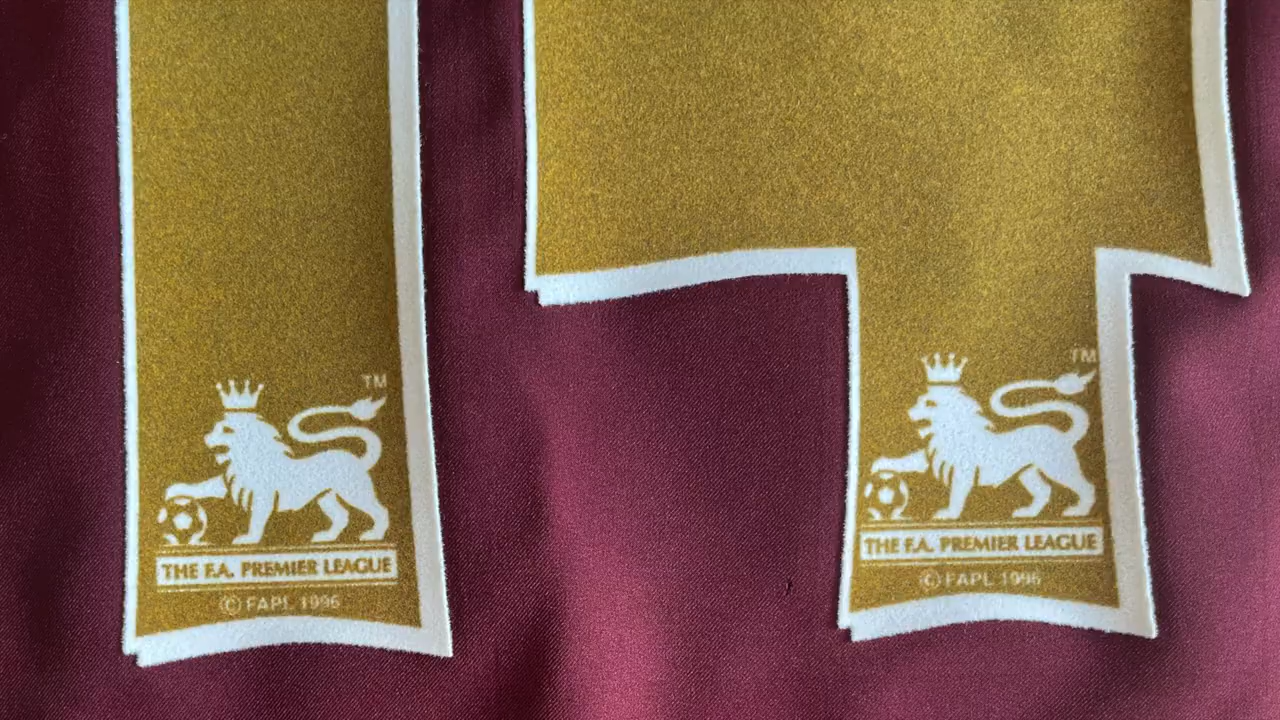 TM
THE F.A. PREMIER LEAGUE
© FAPL 1996
TM
THE F.A. PREMIER LEAGUE
© FAPL 1996